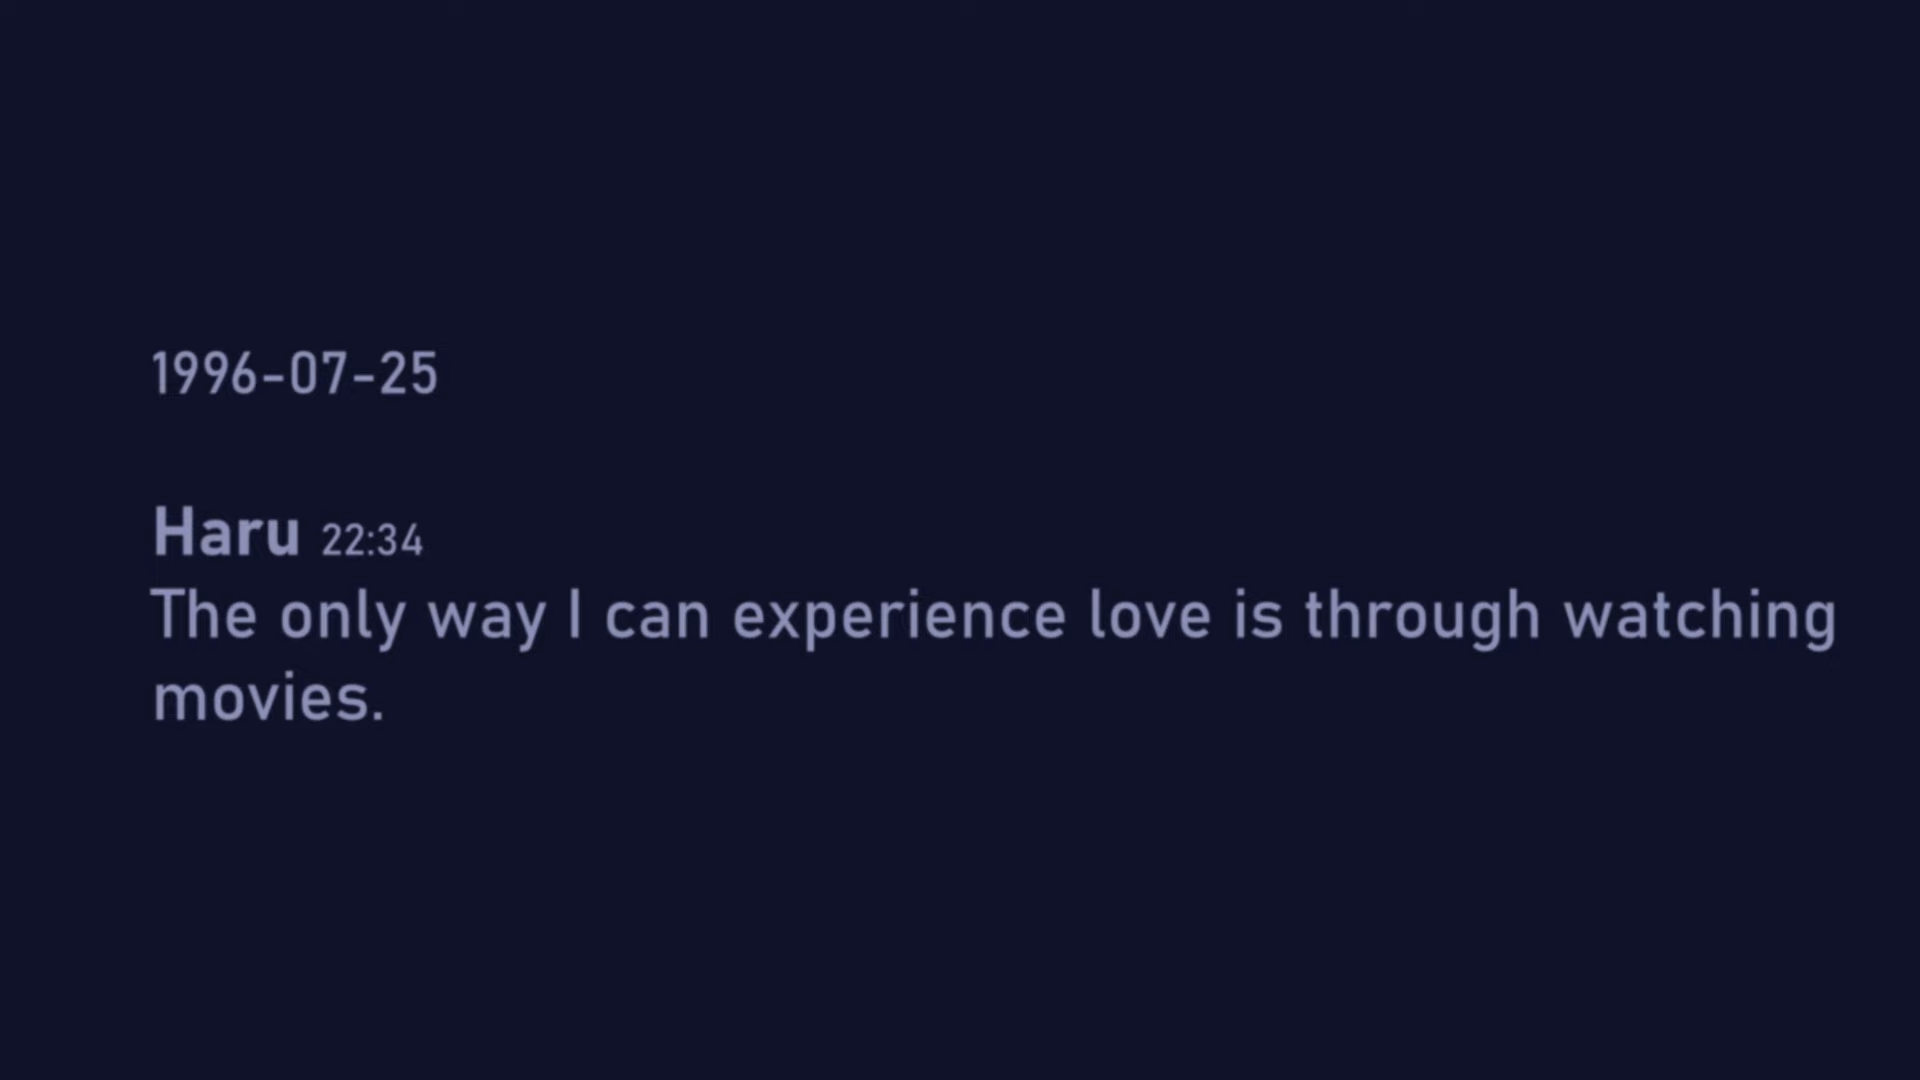 1996-07-25
Haru 22:34
The only way I can experience love is through watching
movies.